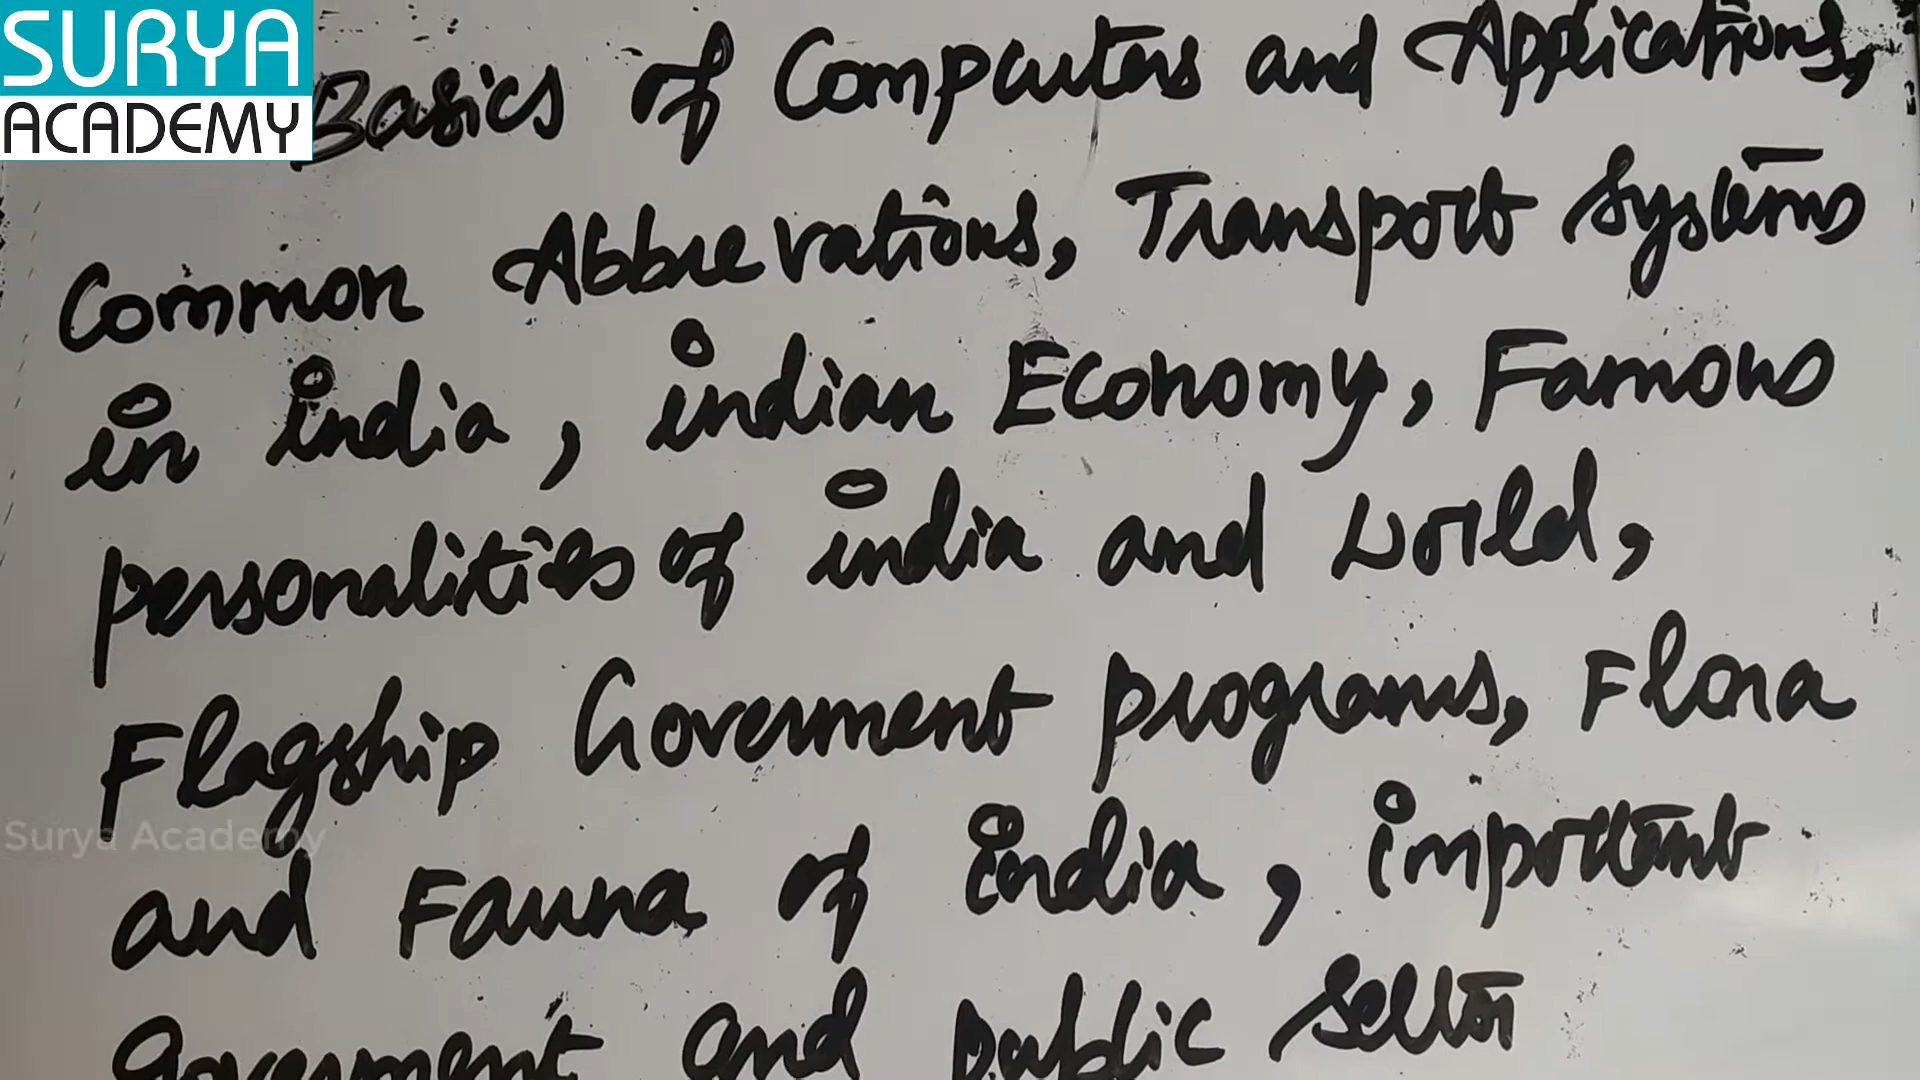 SURYA
ACADEMY
Basics of Computers and Applications,
Common Abbrevations, Transport Systems
in india, indian Economy, Famous
personalities of india and World,
Flagship Goverment programs, Flora
Surya Academy
and Fauna of india, important
Goverment and public Sector